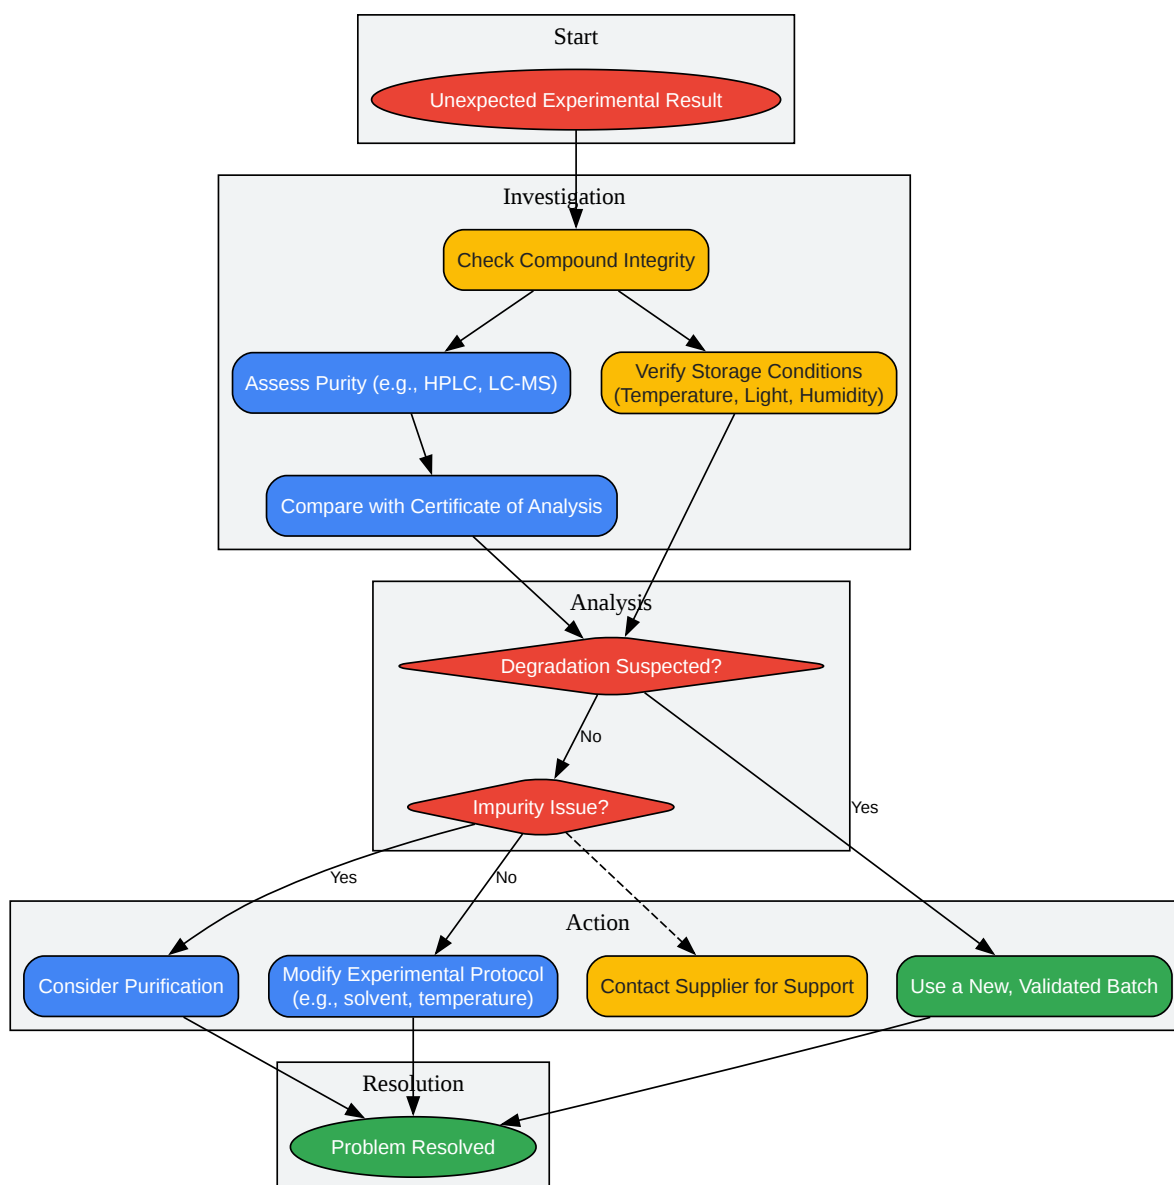 Start
Unexpected Experimental Result
Investigation
Check Compound Integrity
Assess Purity (e.g., HPLC, LC-MS)
Verify Storage Conditions
(Temperature, Light, Humidity)
Compare with Certificate of Analysis
Analysis
Degradation Suspected?
No
Impurity Issue?
Yes
Yes
No
Action
Consider Purification
Modify Experimental Protocol
(e.g., solvent, temperature)
Contact Supplier for Support
Use a New, Validated Batch
Resolution
Problem Resolved